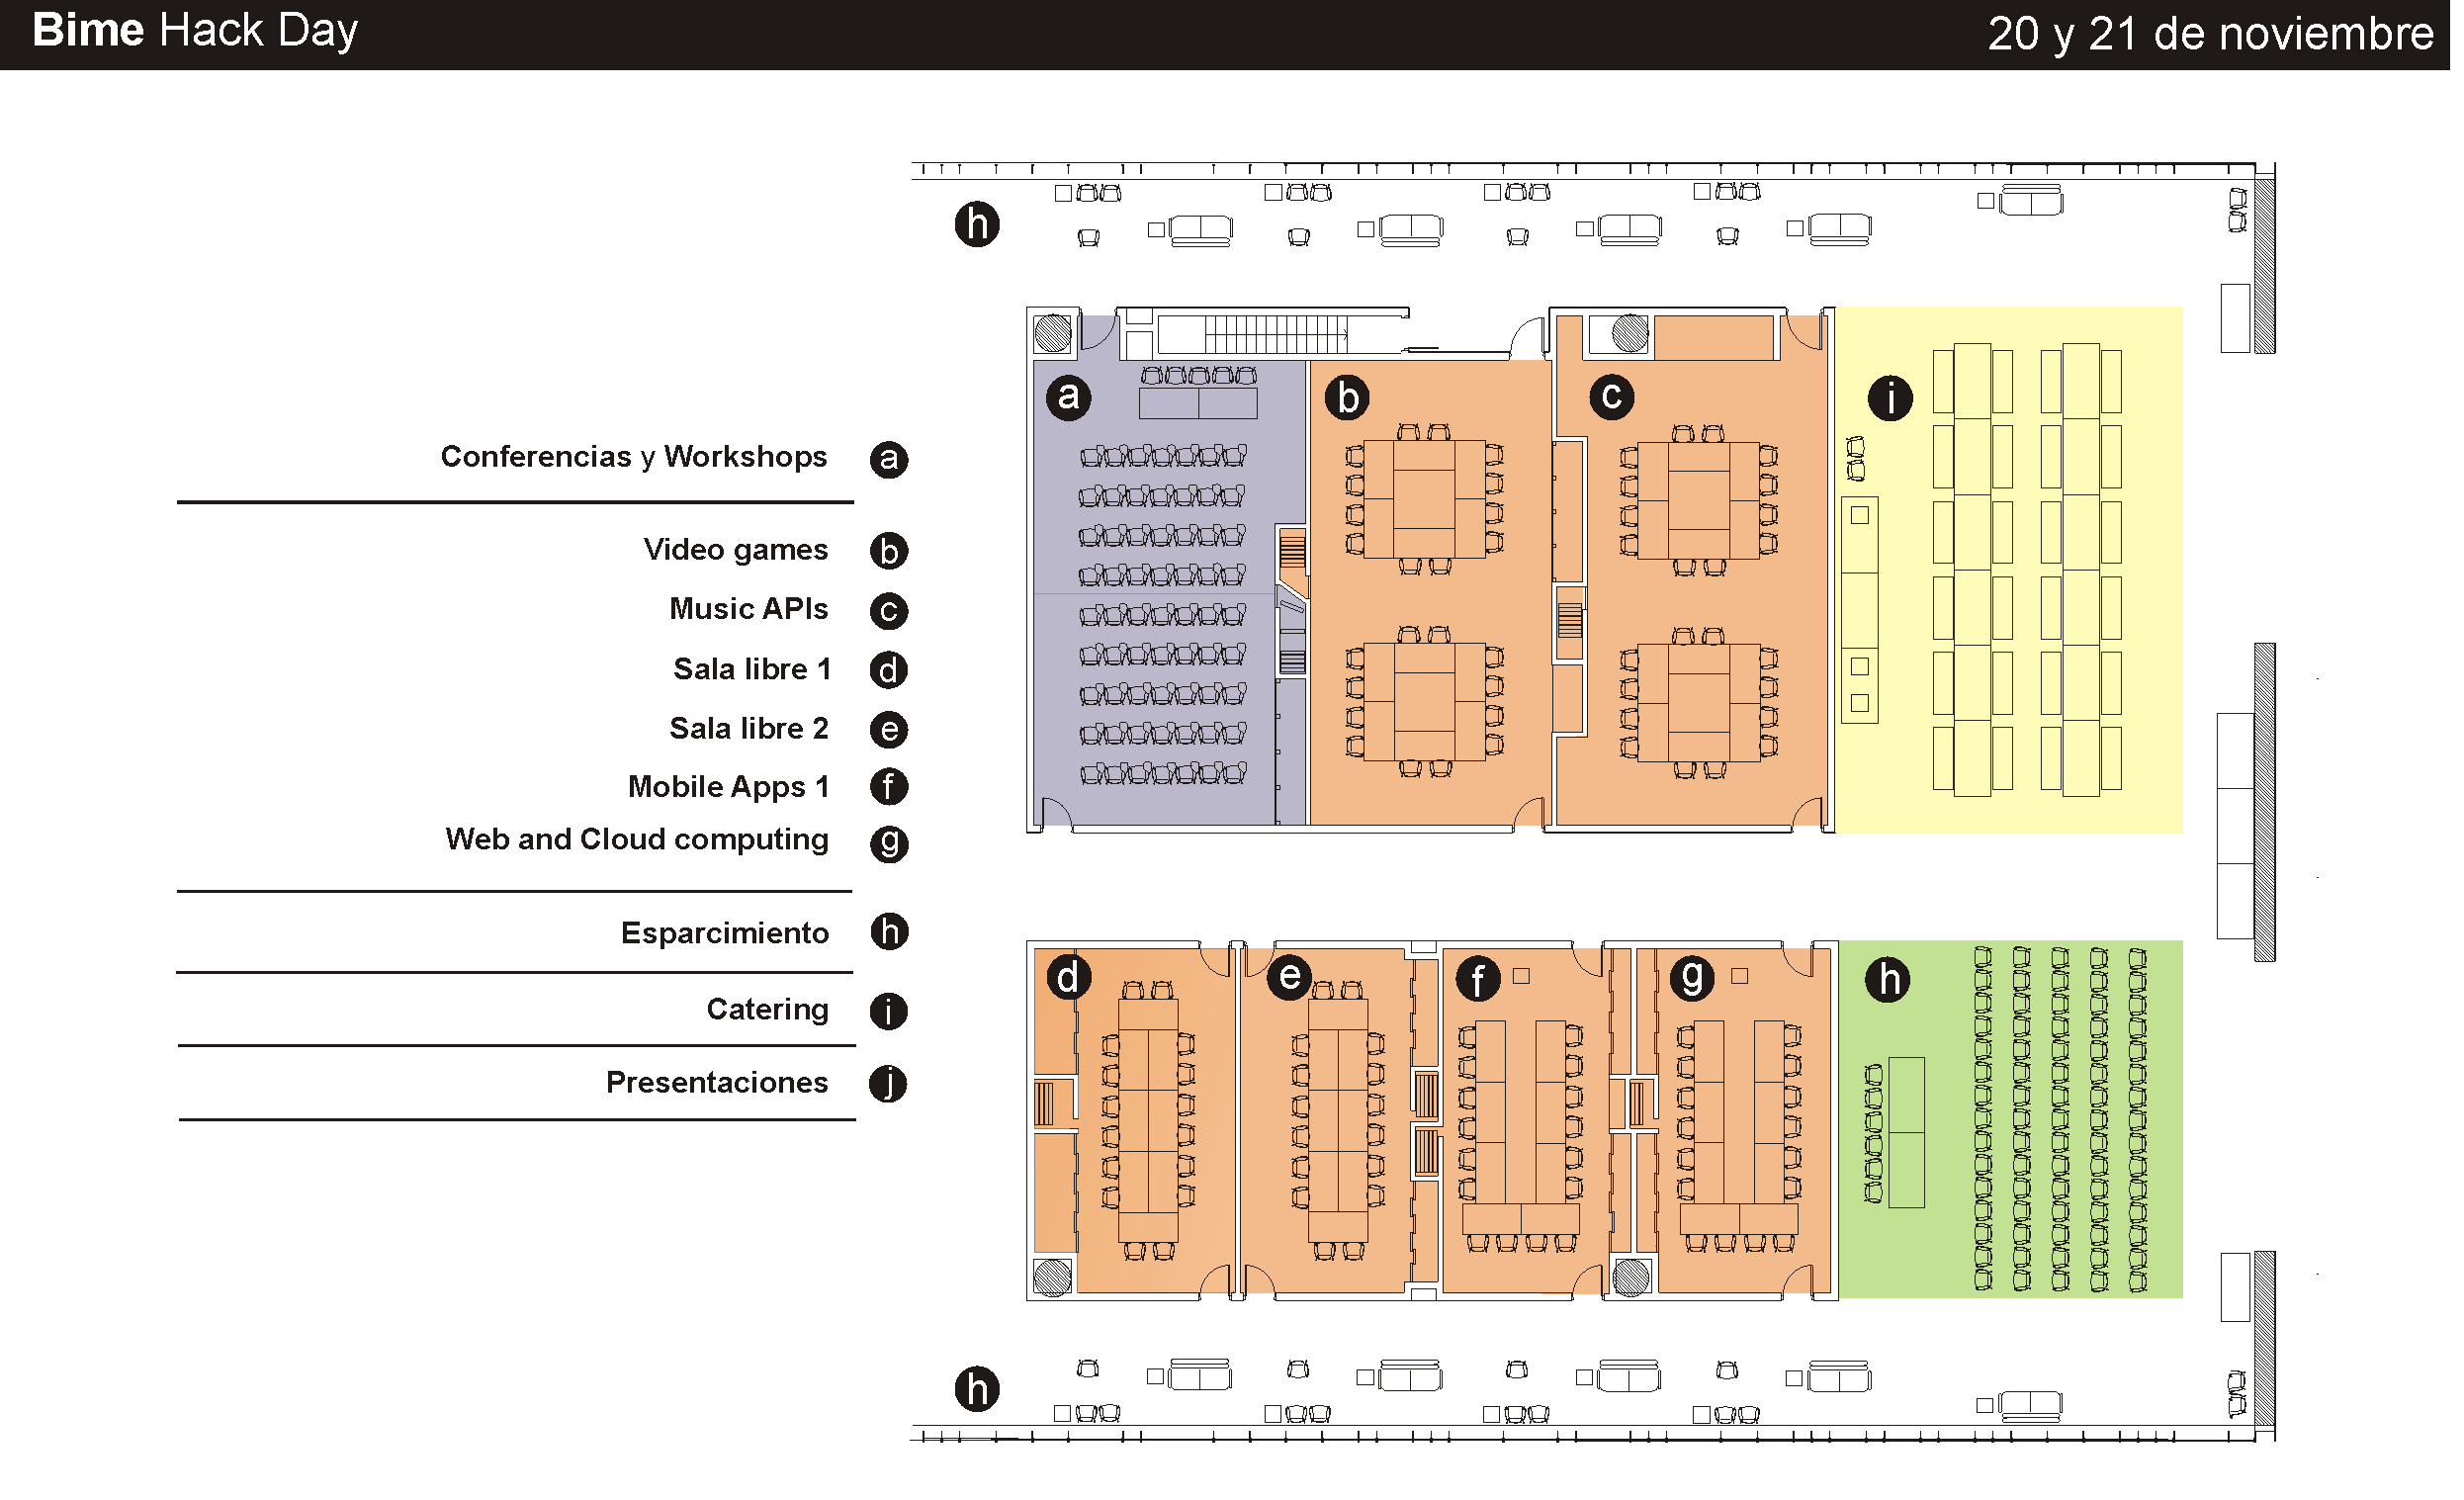 Bime Hack Day
20 y 21 de noviembre
h
a
b
c
i
Conferencias y Workshops a
Video games b
Music APIs c
Sala libre 1 d
Sala libre 2 e
Mobile Apps 1 f
Web and Cloud computing g
Esparcimiento h
Catering i
Presentaciones j
d
e
f
g
h
h